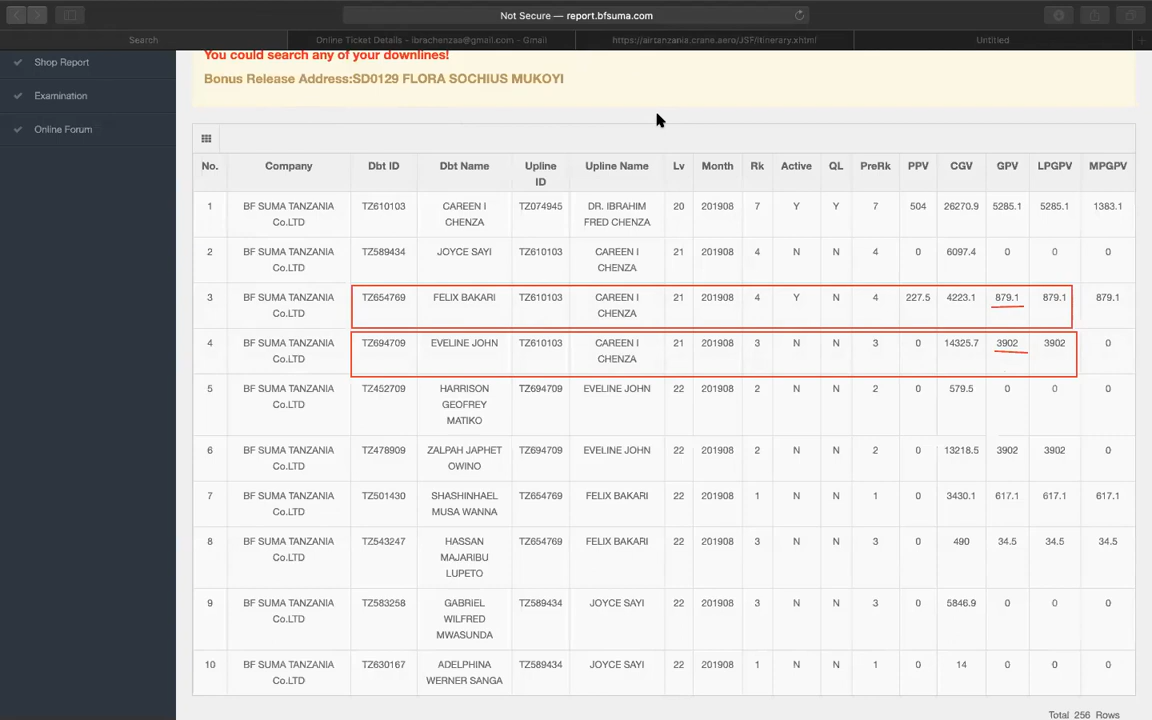 Not Secure — report.bfsuma.com
Search
Online Ticket Details - ibrachenzaa@gmail.com - Gmail
https://airtanzania.crane.aero/JSF/Itinerary.xhtml
Untitled
You could search any of your downlines!
Shop Report
Bonus Release Address:SD0129 FLORA SOCHIUS MUKOYI
Examination
Online Forum
No. Company Dbt ID Dbt Name Upline ID Upline Name Lv Month Rk Active QL PreRk PPV CGV GPV LPGPV MPGPV
1 BF SUMA TANZANIA Co.LTD TZ610103 CAREEN I CHENZA TZ074945 DR. IBRAHIM FRED CHENZA 20 201908 7 Y Y 7 504 26270.9 5285.1 5285.1 1383.1
2 BF SUMA TANZANIA Co.LTD TZ589434 JOYCE SAYI TZ610103 CAREEN I CHENZA 21 201908 4 N N 4 0 6097.4 0 0 0
3 BF SUMA TANZANIA Co.LTD TZ654769 FELIX BAKARI TZ610103 CAREEN I CHENZA 21 201908 4 Y N 4 227.5 4223.1 879.1 879.1 879.1
4 BF SUMA TANZANIA Co.LTD TZ694709 EVELINE JOHN TZ610103 CAREEN I CHENZA 21 201908 3 N N 3 0 14325.7 3902 3902 0
5 BF SUMA TANZANIA Co.LTD TZ452709 HARRISON GEOFREY MATIKO TZ694709 EVELINE JOHN 22 201908 2 N N 2 0 579.5 0 0 0
6 BF SUMA TANZANIA Co.LTD TZ478909 ZALPAH JAPHET OWINO TZ694709 EVELINE JOHN 22 201908 2 N N 2 0 13218.5 3902 3902 0
7 BF SUMA TANZANIA Co.LTD TZ501430 SHASHINHAEL MUSA WANNA TZ654769 FELIX BAKARI 22 201908 1 N N 1 0 3430.1 617.1 617.1 617.1
8 BF SUMA TANZANIA Co.LTD TZ543247 HASSAN MAJARIBU LUPETO TZ654769 FELIX BAKARI 22 201908 3 N N 3 0 490 34.5 34.5 34.5
9 BF SUMA TANZANIA Co.LTD TZ583258 GABRIEL WILFRED MWASUNDA TZ589434 JOYCE SAYI 22 201908 3 N N 3 0 5846.9 0 0 0
10 BF SUMA TANZANIA Co.LTD TZ630167 ADELPHINA WERNER SANGA TZ589434 JOYCE SAYI 22 201908 1 N N 1 0 14 0 0 0
Total 256 Rows